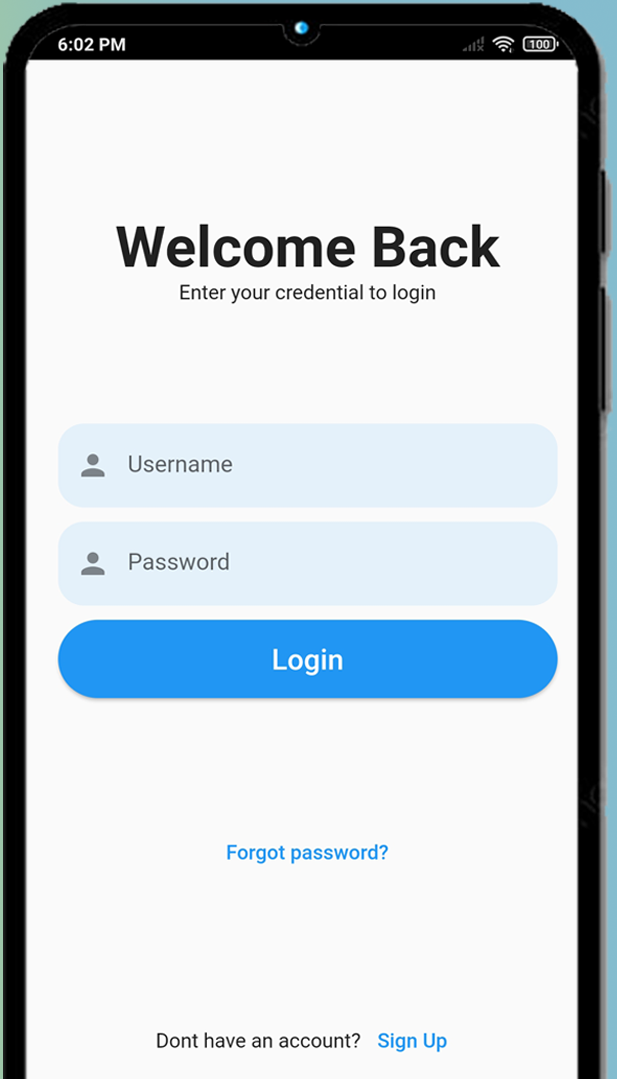 6:02 PM
100
Welcome Back
Enter your credential to login
Username
Password
Login
Forgot password?
Dont have an account? Sign Up